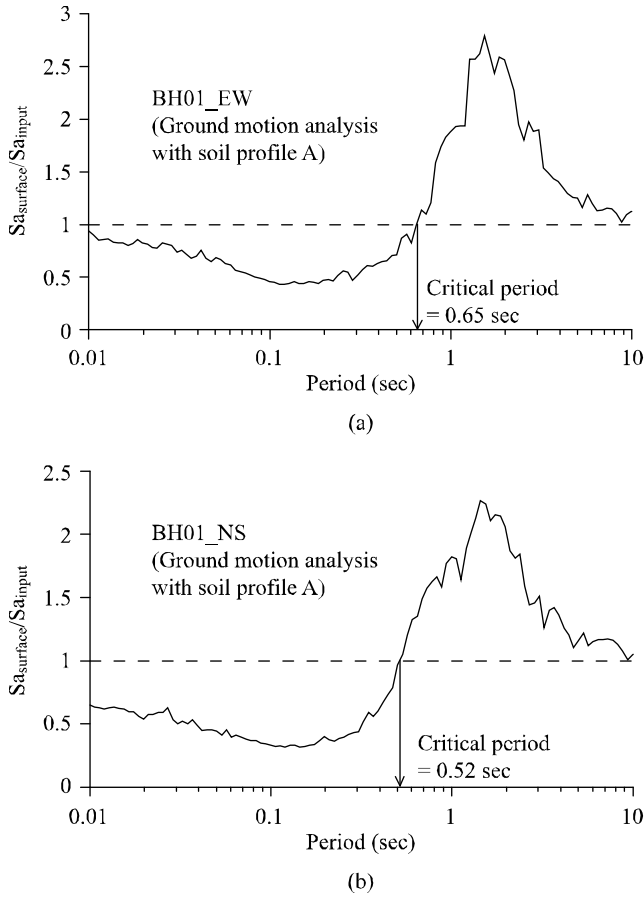 3
2.5
2
1.5
1
0.5
0
Sasurface/Sainput
BH01_EW
(Ground motion analysis
with soil profile A)
Critical period
= 0.65 sec
0.01 0.1 1 10
Period (sec)
(a)
2.5
2
1.5
1
0.5
0
Sasurface/Sainput
BH01_NS
(Ground motion analysis
with soil profile A)
Critical period
= 0.52 sec
0.01 0.1 1 10
Period (sec)
(b)